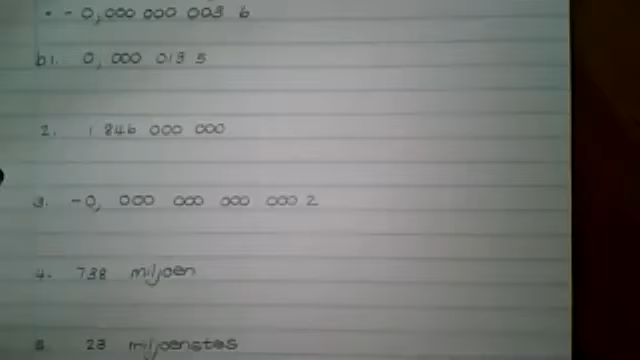 - 0,000 000 003 6
b1. 0, 000 013 5
2. 1 846 000 000
3. -0, 000 000 000 000 2
4. 738 miljoen
5. 23 miljoenstes